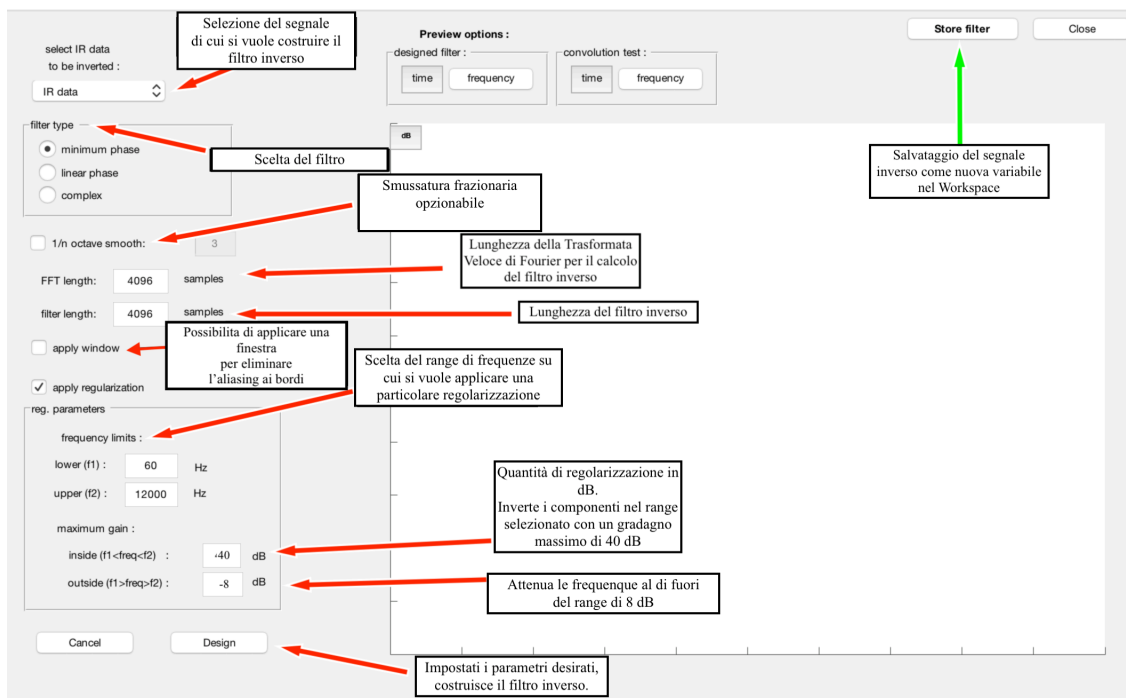 Selezione del segnale
di cui si vuole costruire il
filtro inverso
select IR data
to be inverted :
IR data
Preview options :
designed filter :
time
frequency
convolution test :
time
frequency
Store filter
Close
filter type
minimum phase
linear phase
complex
Scelta del filtro
dB
Salvataggio del segnale
inverso come nuova variabile
nel Workspace
Smussatura frazionaria
opzionabile
1/n octave smooth:
3
Lunghezza della Trasformata
Veloce di Fourier per il calcolo
del filtro inverso
FFT length:
4096
samples
filter length:
4096
samples
Lunghezza del filtro inverso
Possibilita di applicare una
finestra
per eliminare
l'aliasing ai bordi
apply window
Scelta del range di frequenze su
cui si vuole applicare una
particolare regolarizzazione
apply regularization
reg. parameters
frequency limits :
lower (f1) :
60
Hz
upper (f2) :
12000
Hz
Quantità di regolarizzazione in
dB.
Inverte i componenti nel range
selezionato con un gradagno
massimo di 40 dB
maximum gain :
inside (f1<freq<f2) :
-40
dB
outside (f1>freq>f2) :
-8
dB
Attenua le frequenque al di fuori
del range di 8 dB
Cancel
Design
Impostati i parametri desirati,
costruisce il filtro inverso.